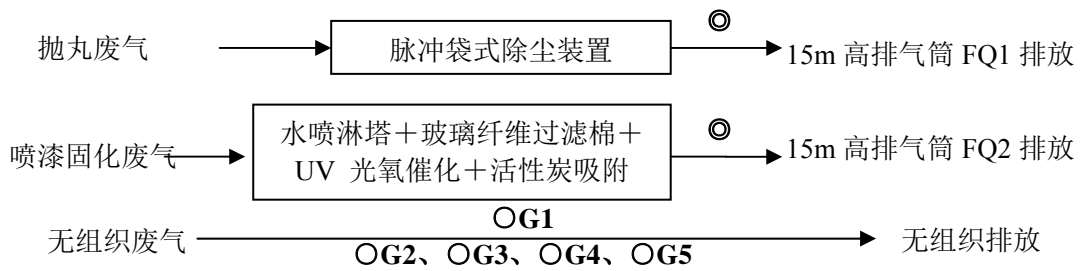 ◎
抛丸废气 脉冲袋式除尘装置 15m 高排气筒 FQ1 排放
水喷淋塔＋玻璃纤维过滤棉＋ ◎
喷漆固化废气 UV 光氧催化＋活性炭吸附 15m 高排气筒 FQ2 排放
○G1
无组织废气 无组织排放
○G2、○G3、○G4、○G5